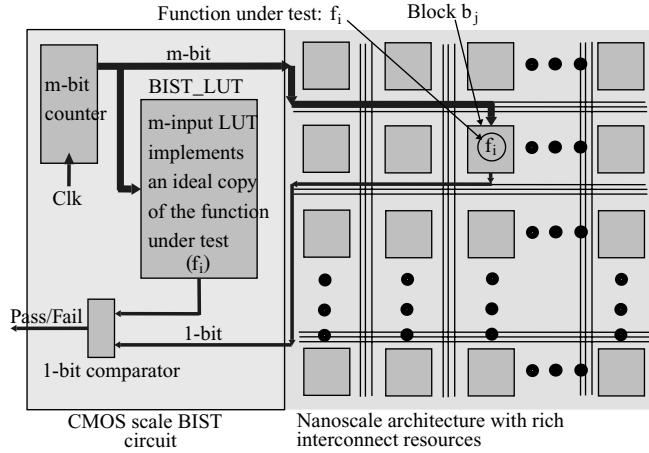 Function under test: fi
Block bj
m-bit
BIST_LUT
m-bit
counter
m-input LUT
implements
an ideal copy
of the function
under test
(fi)
fi
Clk
Pass/Fail
1-bit
1-bit comparator
CMOS scale BIST
circuit
Nanoscale architecture with rich
interconnect resources